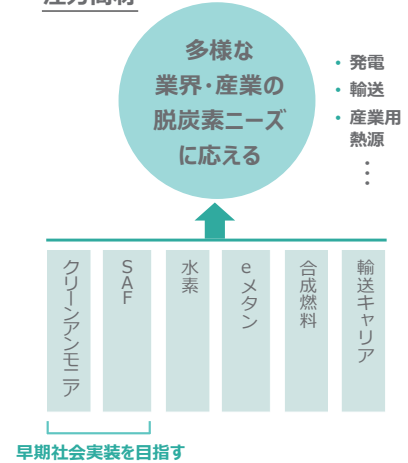 多様な
業界・産業の
脱炭素ニーズ
に応える
• 発電
• 輸送
• 産業用
熱源
⋮
クリーンアンモニア
SAF
水素
eメタン
合成燃料
輸送キャリア
早期社会実装を目指す